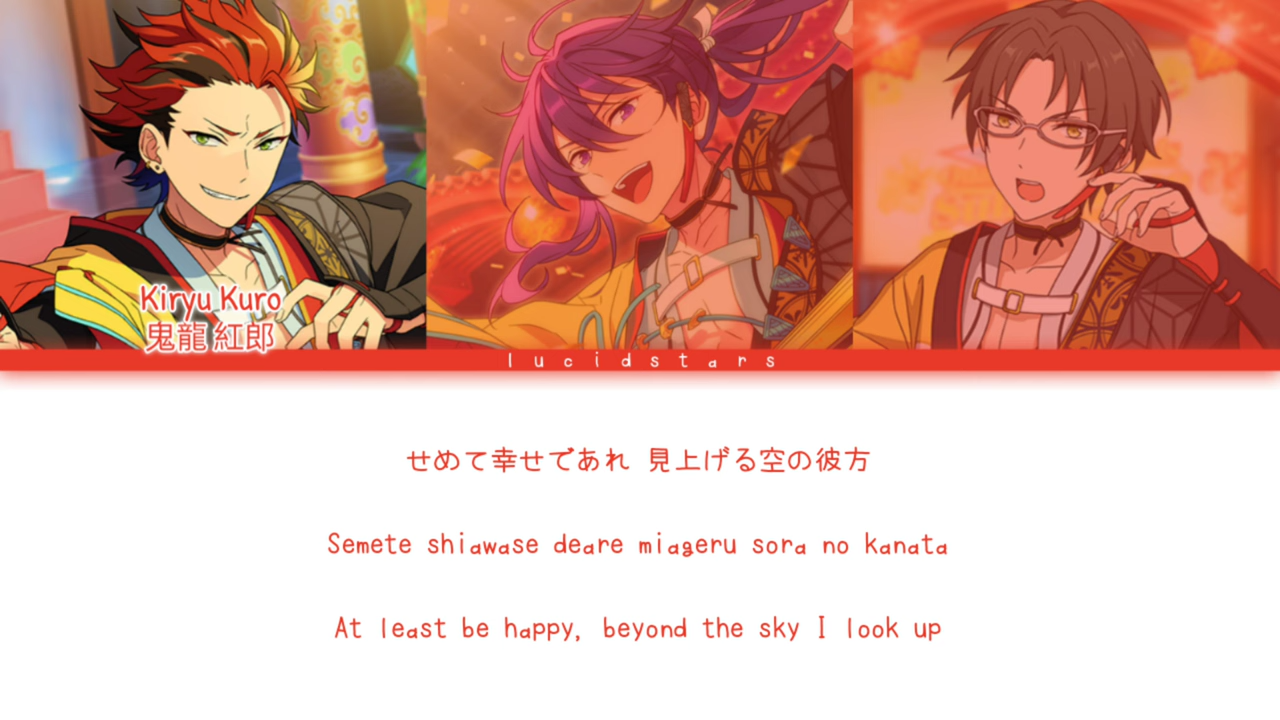 Kiryu Kuro
鬼龍 紅郎
lucidstars
せめて幸せであれ 見上げる空の彼方
Semete shiawase deare miageru sora no kanata
At least be happy, beyond the sky I look up